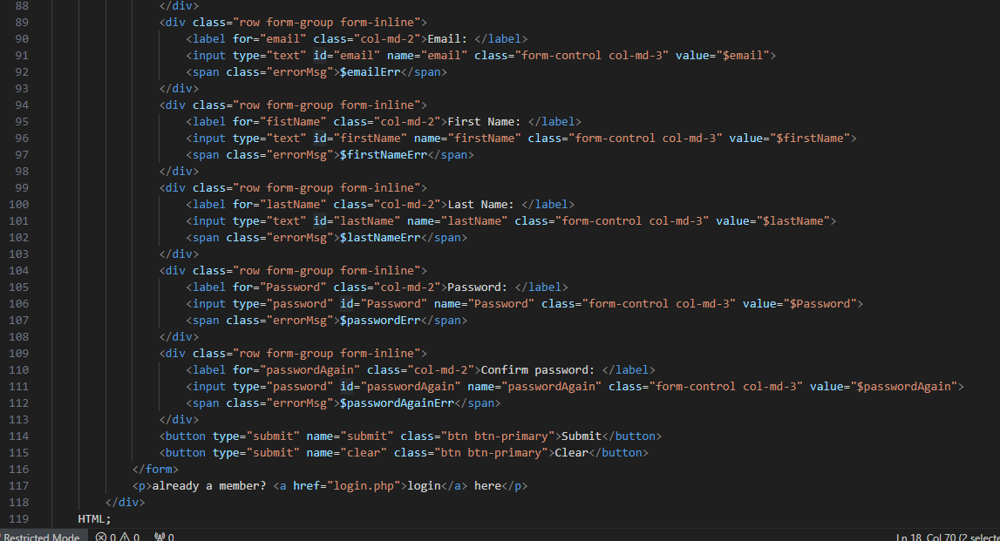 88 </div>
89 <div class="row form-group form-inline">
90 <label for="email" class="col-md-2">Email: </label>
91 <input type="text" id="email" name="email" class="form-control col-md-3" value="$email">
92 <span class="errorMsg">$emailErr</span>
93 </div>
94 <div class="row form-group form-inline">
95 <label for="fistName" class="col-md-2">First Name: </label>
96 <input type="text" id="firstName" name="firstName" class="form-control col-md-3" value="$firstName">
97 <span class="errorMsg">$firstNameErr</span>
98 </div>
99 <div class="row form-group form-inline">
100 <label for="lastName" class="col-md-2">Last Name: </label>
101 <input type="text" id="lastName" name="lastName" class="form-control col-md-3" value="$lastName">
102 <span class="errorMsg">$lastNameErr</span>
103 </div>
104 <div class="row form-group form-inline">
105 <label for="Password" class="col-md-2">Password: </label>
106 <input type="password" id="Password" name="Password" class="form-control col-md-3" value="$Password">
107 <span class="errorMsg">$passwordErr</span>
108 </div>
109 <div class="row form-group form-inline">
110 <label for="passwordAgain" class="col-md-2">Confirm password: </label>
111 <input type="password" id="passwordAgain" name="passwordAgain" class="form-control col-md-3" value="$passwordAgain">
112 <span class="errorMsg">$passwordAgainErr</span>
113 </div>
114 <button type="submit" name="submit" class="btn btn-primary">Submit</button>
115 <button type="submit" name="clear" class="btn btn-primary">Clear</button>
116 </form>
117 <p>already a member? <a href="login.php">login</a> here</p>
118 </div>
119 HTML;
Restricted Mode 0 0 0 Ln 18, Col 70 (2 selecte